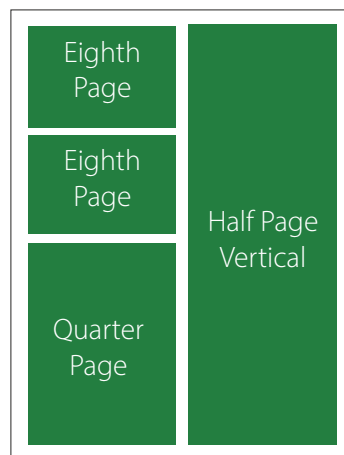 Eighth
Page
Eighth
Page
Quarter
Page
Half Page
Vertical